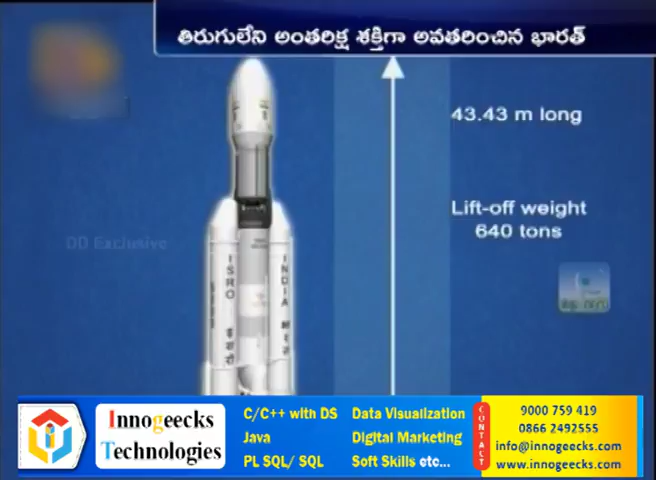 తిరుగులేని అంతరిక్ష శక్తిగా అవతరించిన భారత్
43.43 m long
Lift-off weight
640 tons
DD Exclusive
ISRO
INDIA
इसरो
भारत
Innogeecks
Technologies
C/C++ with DS
Java
PL SQL/ SQL
Data Visualization
Digital Marketing
Soft Skills etc...
CONTACT
9000 759 419
0866 2492555
info@innogeecks.com
www.innogeecks.com